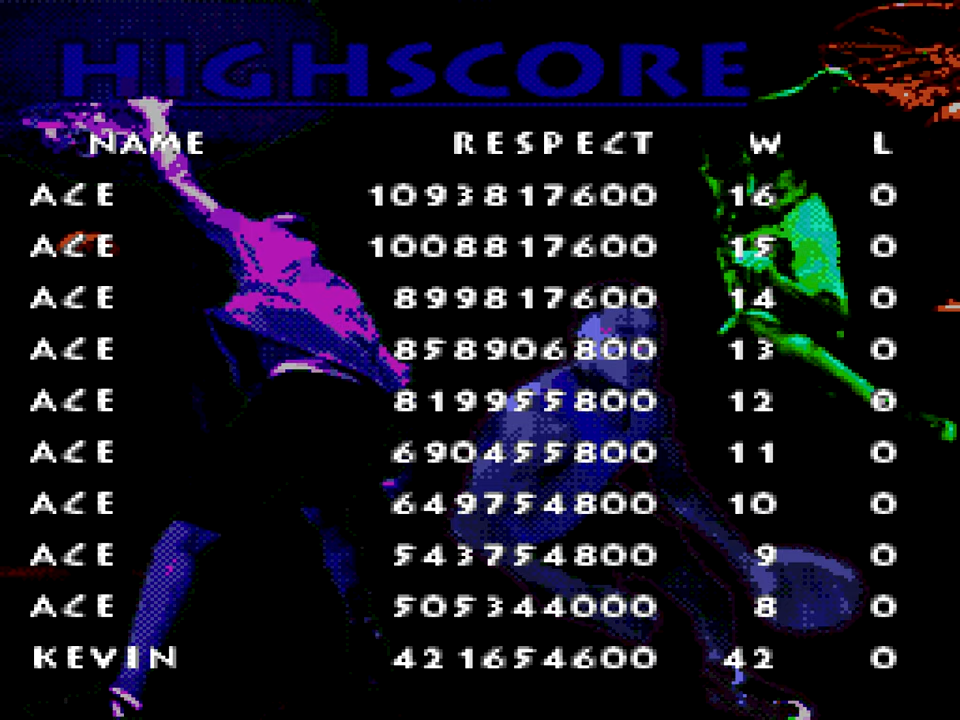 HIGHSCORE
NAME RESPECT W L
ACE 1093817600 16 0
ACE 1008817600 15 0
ACE 899817600 14 0
ACE 858906800 13 0
ACE 819955800 12 0
ACE 690455800 11 0
ACE 649754800 10 0
ACE 543754800 9 0
ACE 505344000 8 0
KEVIN 421654600 42 0